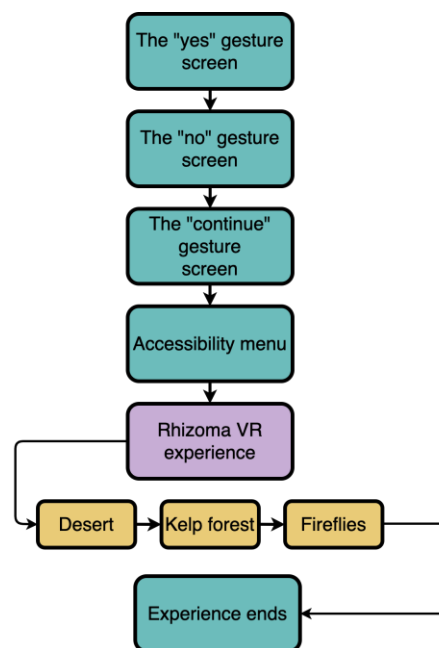 The "yes" gesture
screen
The "no" gesture
screen
The "continue"
gesture
screen
Accessibility menu
Rhizoma VR
experience
Desert
Kelp forest
Fireflies
Experience ends